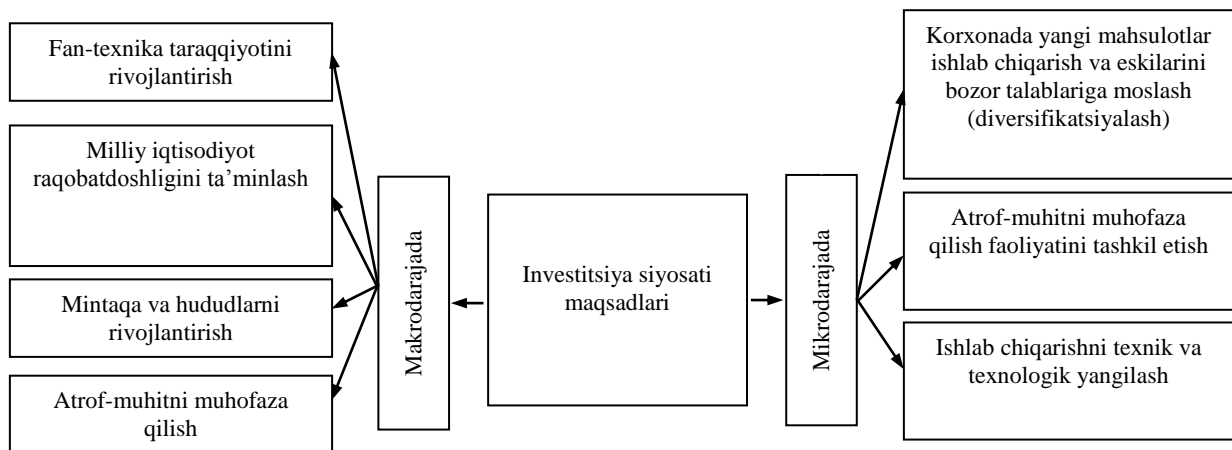 Fan-texnika taraqqiyotini
rivojlantirish
Milliy iqtisodiyot
raqobatdoshligini ta’minlash
Mintaqa va hududlarni
rivojlantirish
Atrof-muhitni muhofaza
qilish
Makrodarajada
Investitsiya siyosati
maqsadlari
Mikrodarajada
Korxonada yangi mahsulotlar
ishlab chiqarish va eskilarini
bozor talablariga moslash
(diversifikatsiyalash)
Atrof-muhitni muhofaza
qilish faoliyatini tashkil etish
Ishlab chiqarishni texnik va
texnologik yangilash